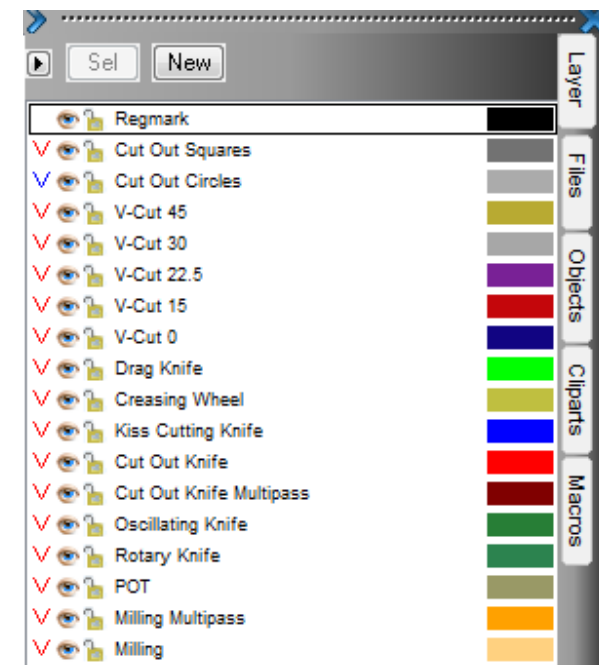 Sel New
Regmark
Cut Out Squares
Cut Out Circles
V-Cut 45
V-Cut 30
V-Cut 22.5
V-Cut 15
V-Cut 0
Drag Knife
Creasing Wheel
Kiss Cutting Knife
Cut Out Knife
Cut Out Knife Multipass
Oscillating Knife
Rotary Knife
POT
Milling Multipass
Milling
Layer
Files
Objects
Cliparts
Macros